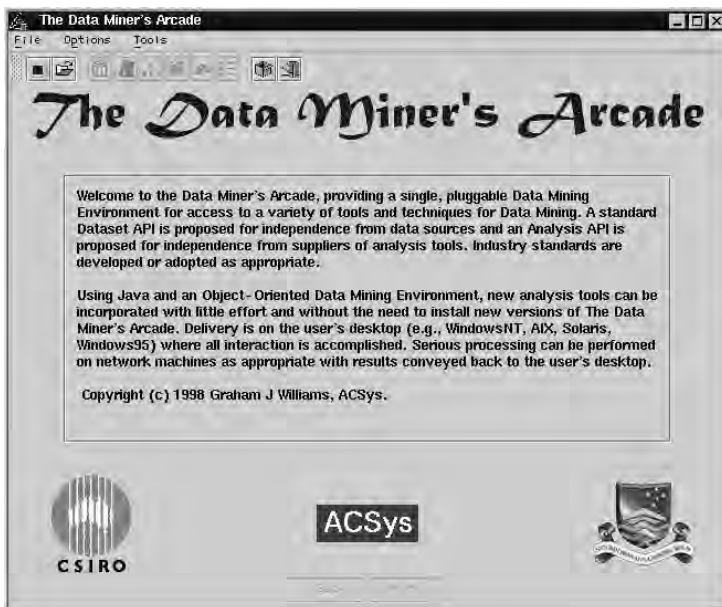 The Data Miner's Arcade
File Options Tools
The Data Miner's Arcade
Welcome to the Data Miner's Arcade, providing a single, pluggable Data Mining
Environment for access to a variety of tools and techniques for Data Mining. A standard
Dataset API is proposed for independence from data sources and an Analysis API is
proposed for independence from suppliers of analysis tools. Industry standards are
developed or adopted as appropriate.
Using Java and an Object-Oriented Data Mining Environment, new analysis tools can be
incorporated with little effort and without the need to install new versions of The Data
Miner's Arcade. Delivery is on the user's desktop (e.g., WindowsNT, AIX, Solaris,
Windows95) where all interaction is accomplished. Serious processing can be performed
on network machines as appropriate with results conveyed back to the user's desktop.
Copyright (c) 1998 Graham J Williams, ACSys.
CSIRO
ACSys